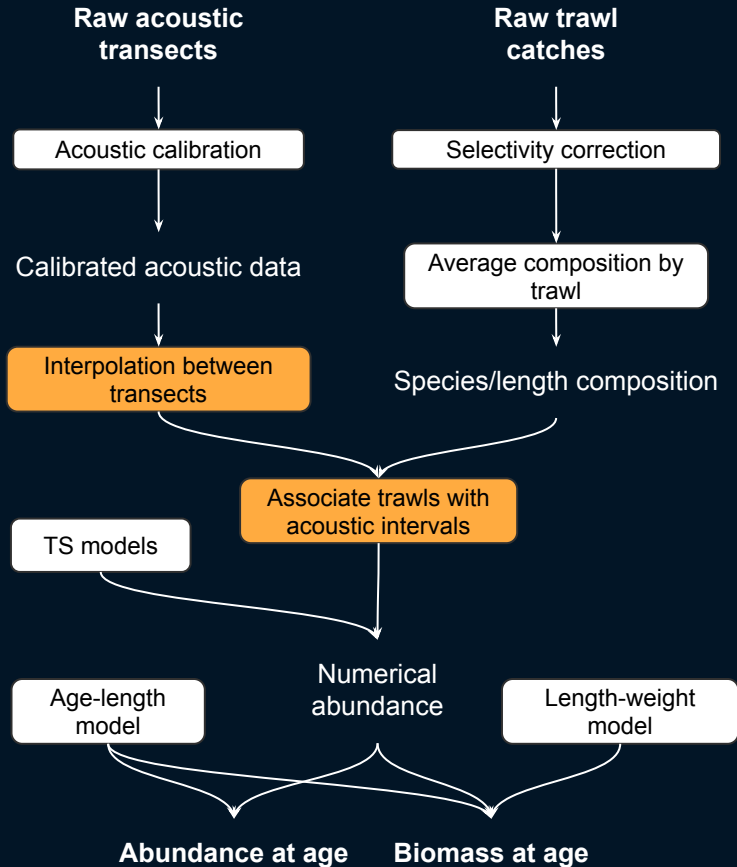 Raw acoustic
transects
Raw trawl
catches
Acoustic calibration
Selectivity correction
Calibrated acoustic data
Average composition by
trawl
Interpolation between
transects
Species/length composition
Associate trawls with
acoustic intervals
TS models
Numerical
abundance
Age-length
model
Length-weight
model
Abundance at age
Biomass at age